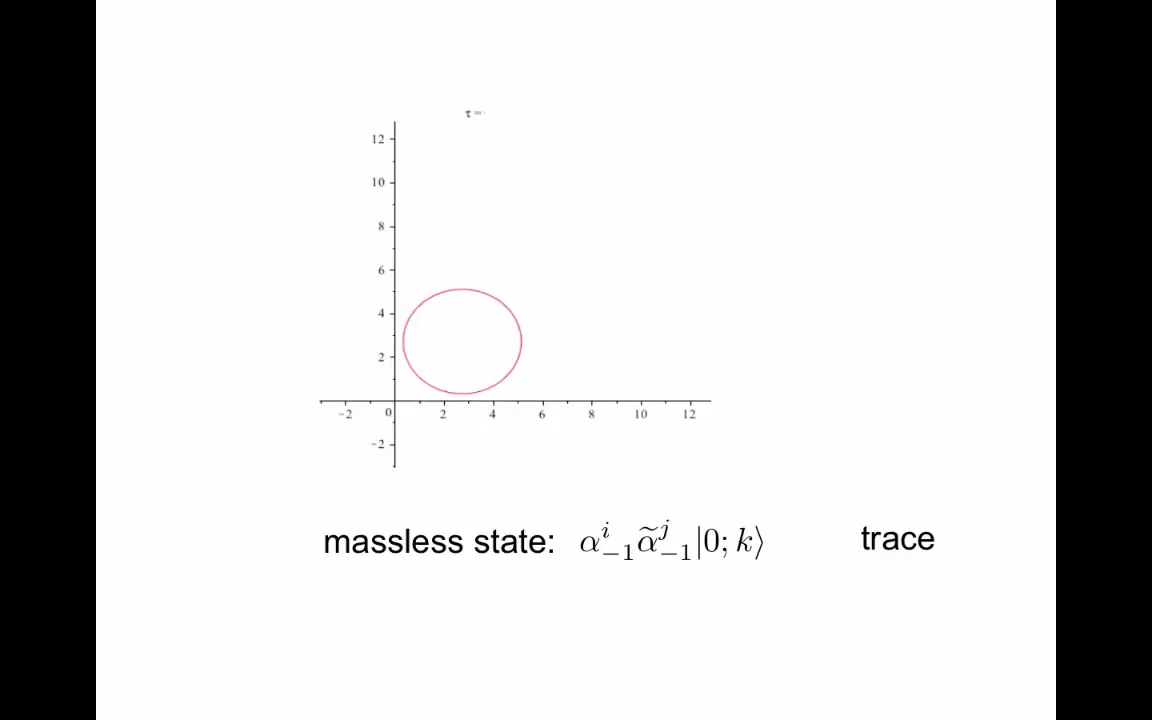 τ =
12
10
8
6
4
2
−2 0 2 4 6 8 10 12
−2
massless state: α^i_{−1} α̃^j_{−1} |0; k⟩ trace